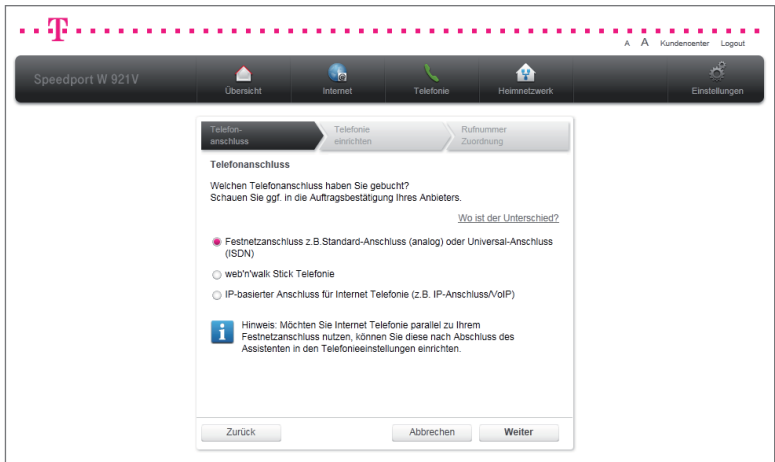 T
A A Kundencenter Logout
Speedport W 921V
Übersicht Internet Telefonie Heimnetzwerk Einstellungen
Telefon-
anschluss
Telefonie
einrichten
Rufnummer
Zuordnung
Telefonanschluss
Welchen Telefonanschluss haben Sie gebucht?
Schauen Sie ggf. in die Auftragsbestätigung Ihres Anbieters.
Wo ist der Unterschied?
Festnetzanschluss z.B.Standard-Anschluss (analog) oder Universal-Anschluss
(ISDN)
web'n'walk Stick Telefonie
IP-basierter Anschluss für Internet Telefonie (z.B. IP-Anschluss/VoIP)
Hinweis: Möchten Sie Internet Telefonie parallel zu Ihrem
Festnetzanschluss nutzen, können Sie diese nach Abschluss des
Assistenten in den Telefonieeinstellungen einrichten.
Zurück Abbrechen Weiter